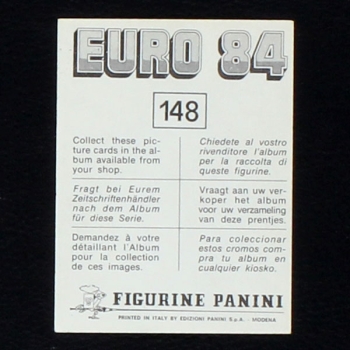 EURO 84
148
Collect these pic-
ture cards in the al-
bum available from
your shop.
Chiedete al vostro
rivenditore l'album
per la raccolta di
queste figurine.
Fragt bei Eurem
Zeitschriftenhändler
nach dem Album
für diese Serie.
Vraagt aan uw ver-
koper het album
voor uw verzameling
van deze prentjes.
Demandez à votre
détaillant l'Album
pour la collection
de ces images.
Para coleccionar
estos cromos com-
pra tu album en
cualquier kiosko.
FIGURINE PANINI
PRINTED IN ITALY BY EDIZIONI PANINI S.p.A. - MODENA